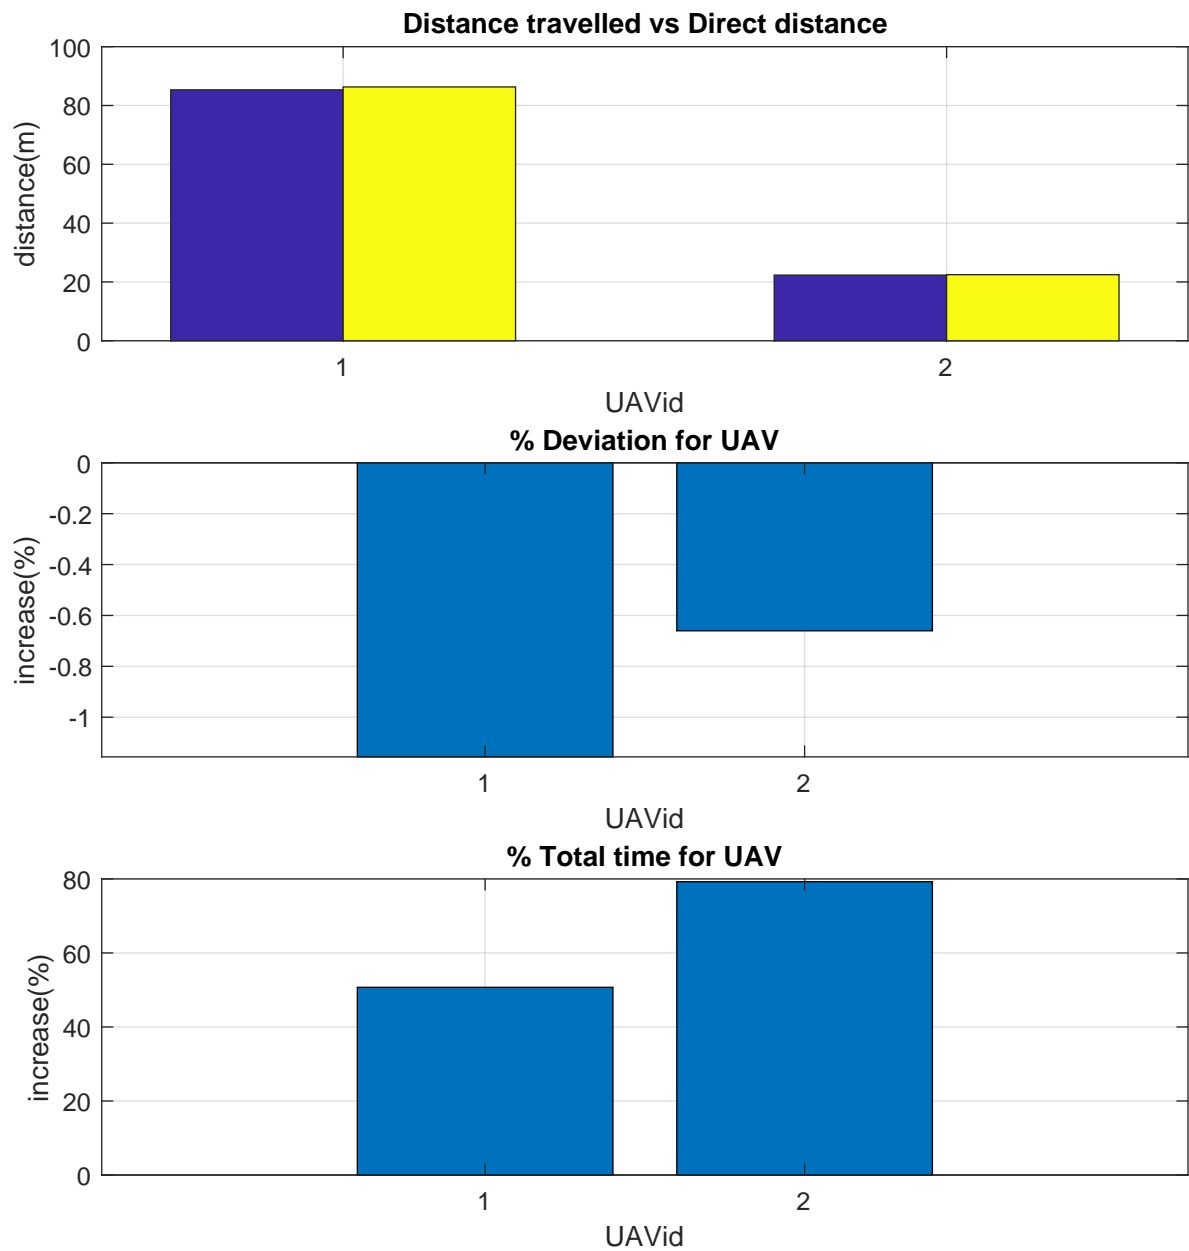 Distance travelled vs Direct distance
100
80
60
40
20
0
distance(m)
1 2
UAVid
% Deviation for UAV
0
-0.2
-0.4
-0.6
-0.8
-1
increase(%)
1 2
UAVid
% Total time for UAV
80
60
40
20
0
increase(%)
1 2
UAVid